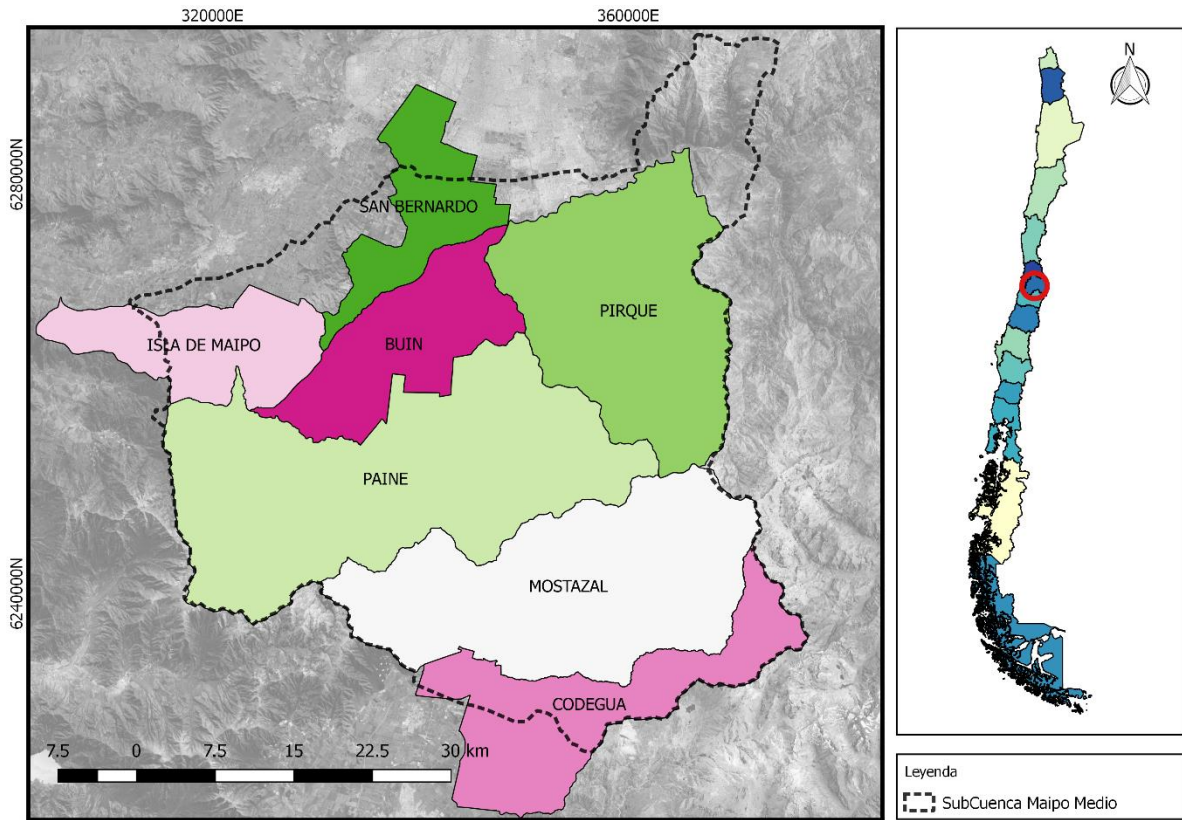 320000E 360000E
6280000N
6240000N
SAN BERNARDO
PIRQUE
ISLA DE MAIPO
BUIN
PAINE
MOSTAZAL
CODEGUA
7.5 0 7.5 15 22.5 30 km
N
Leyenda
SubCuenca Maipo Medio